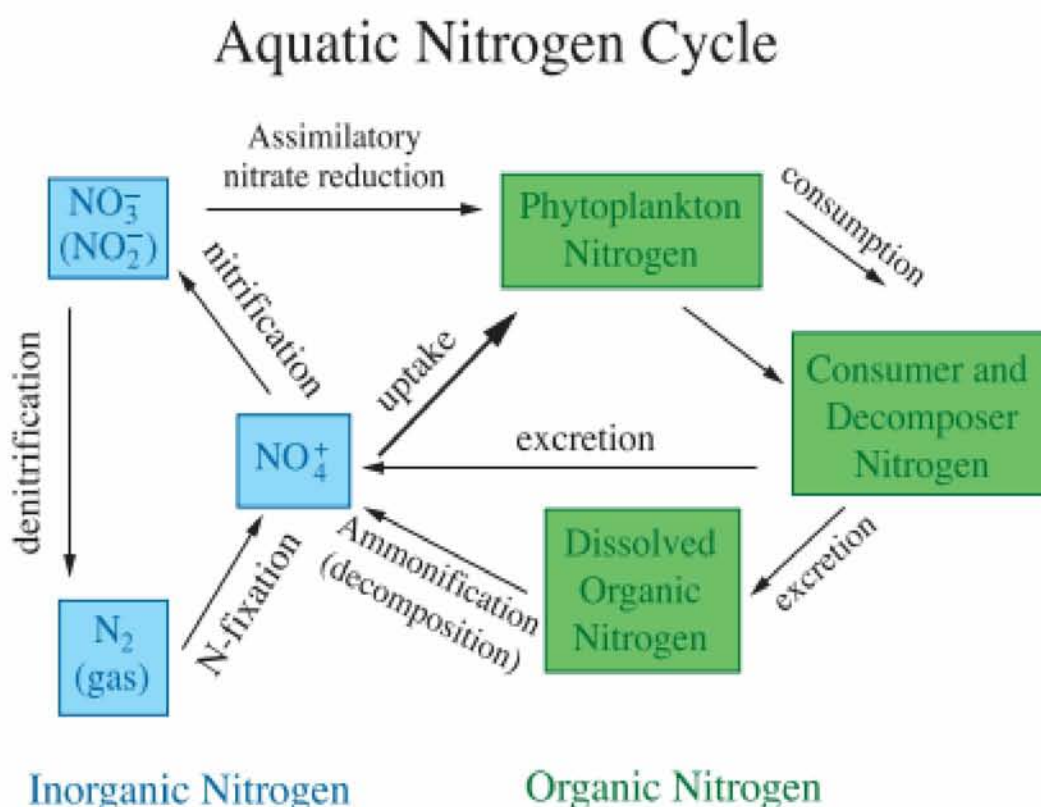 Aquatic Nitrogen Cycle
Assimilatory
nitrate reduction
NO₃⁻
(NO₂⁻)
Phytoplankton
Nitrogen
consumption
nitrification
denitrification
uptake
Consumer and
Decomposer
Nitrogen
NO₄⁺
excretion
Ammonification
(decomposition)
Dissolved
Organic
Nitrogen
excretion
N₂
(gas)
N-fixation
Inorganic Nitrogen
Organic Nitrogen